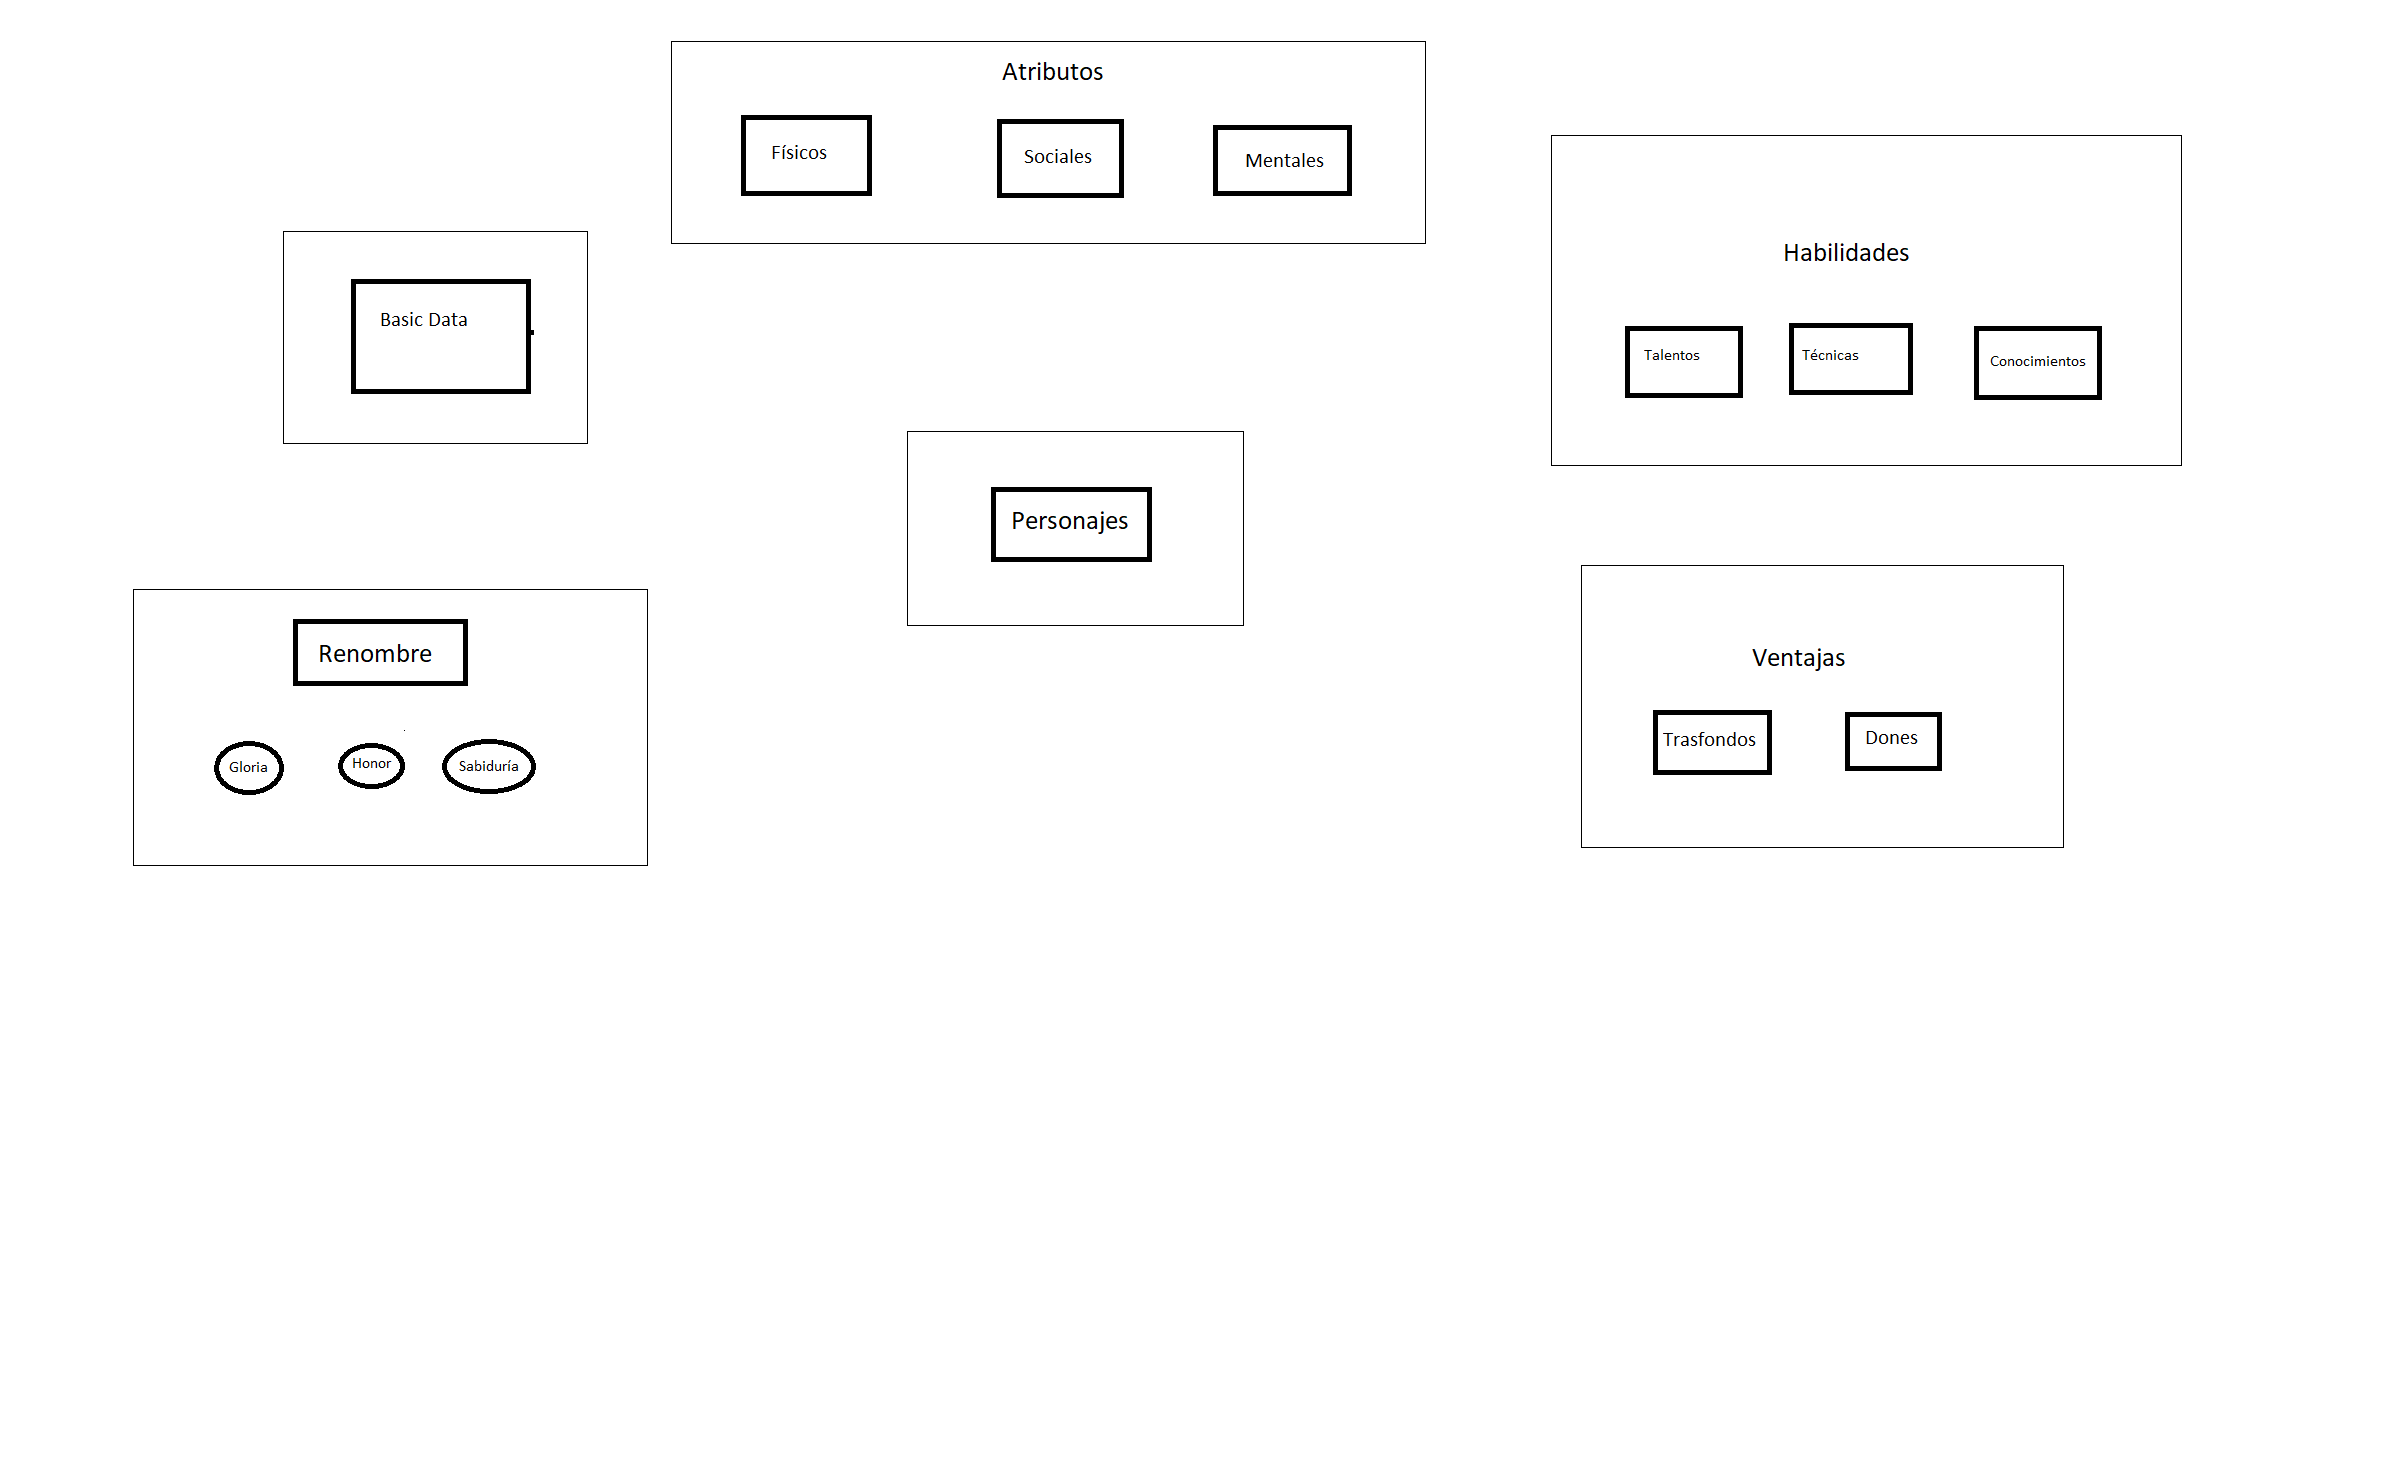 Atributos
Físicos
Sociales
Mentales
Basic Data
Habilidades
Talentos
Técnicas
Conocimientos
Personajes
Renombre
Gloria
Honor
Sabiduría
Ventajas
Trasfondos
Dones